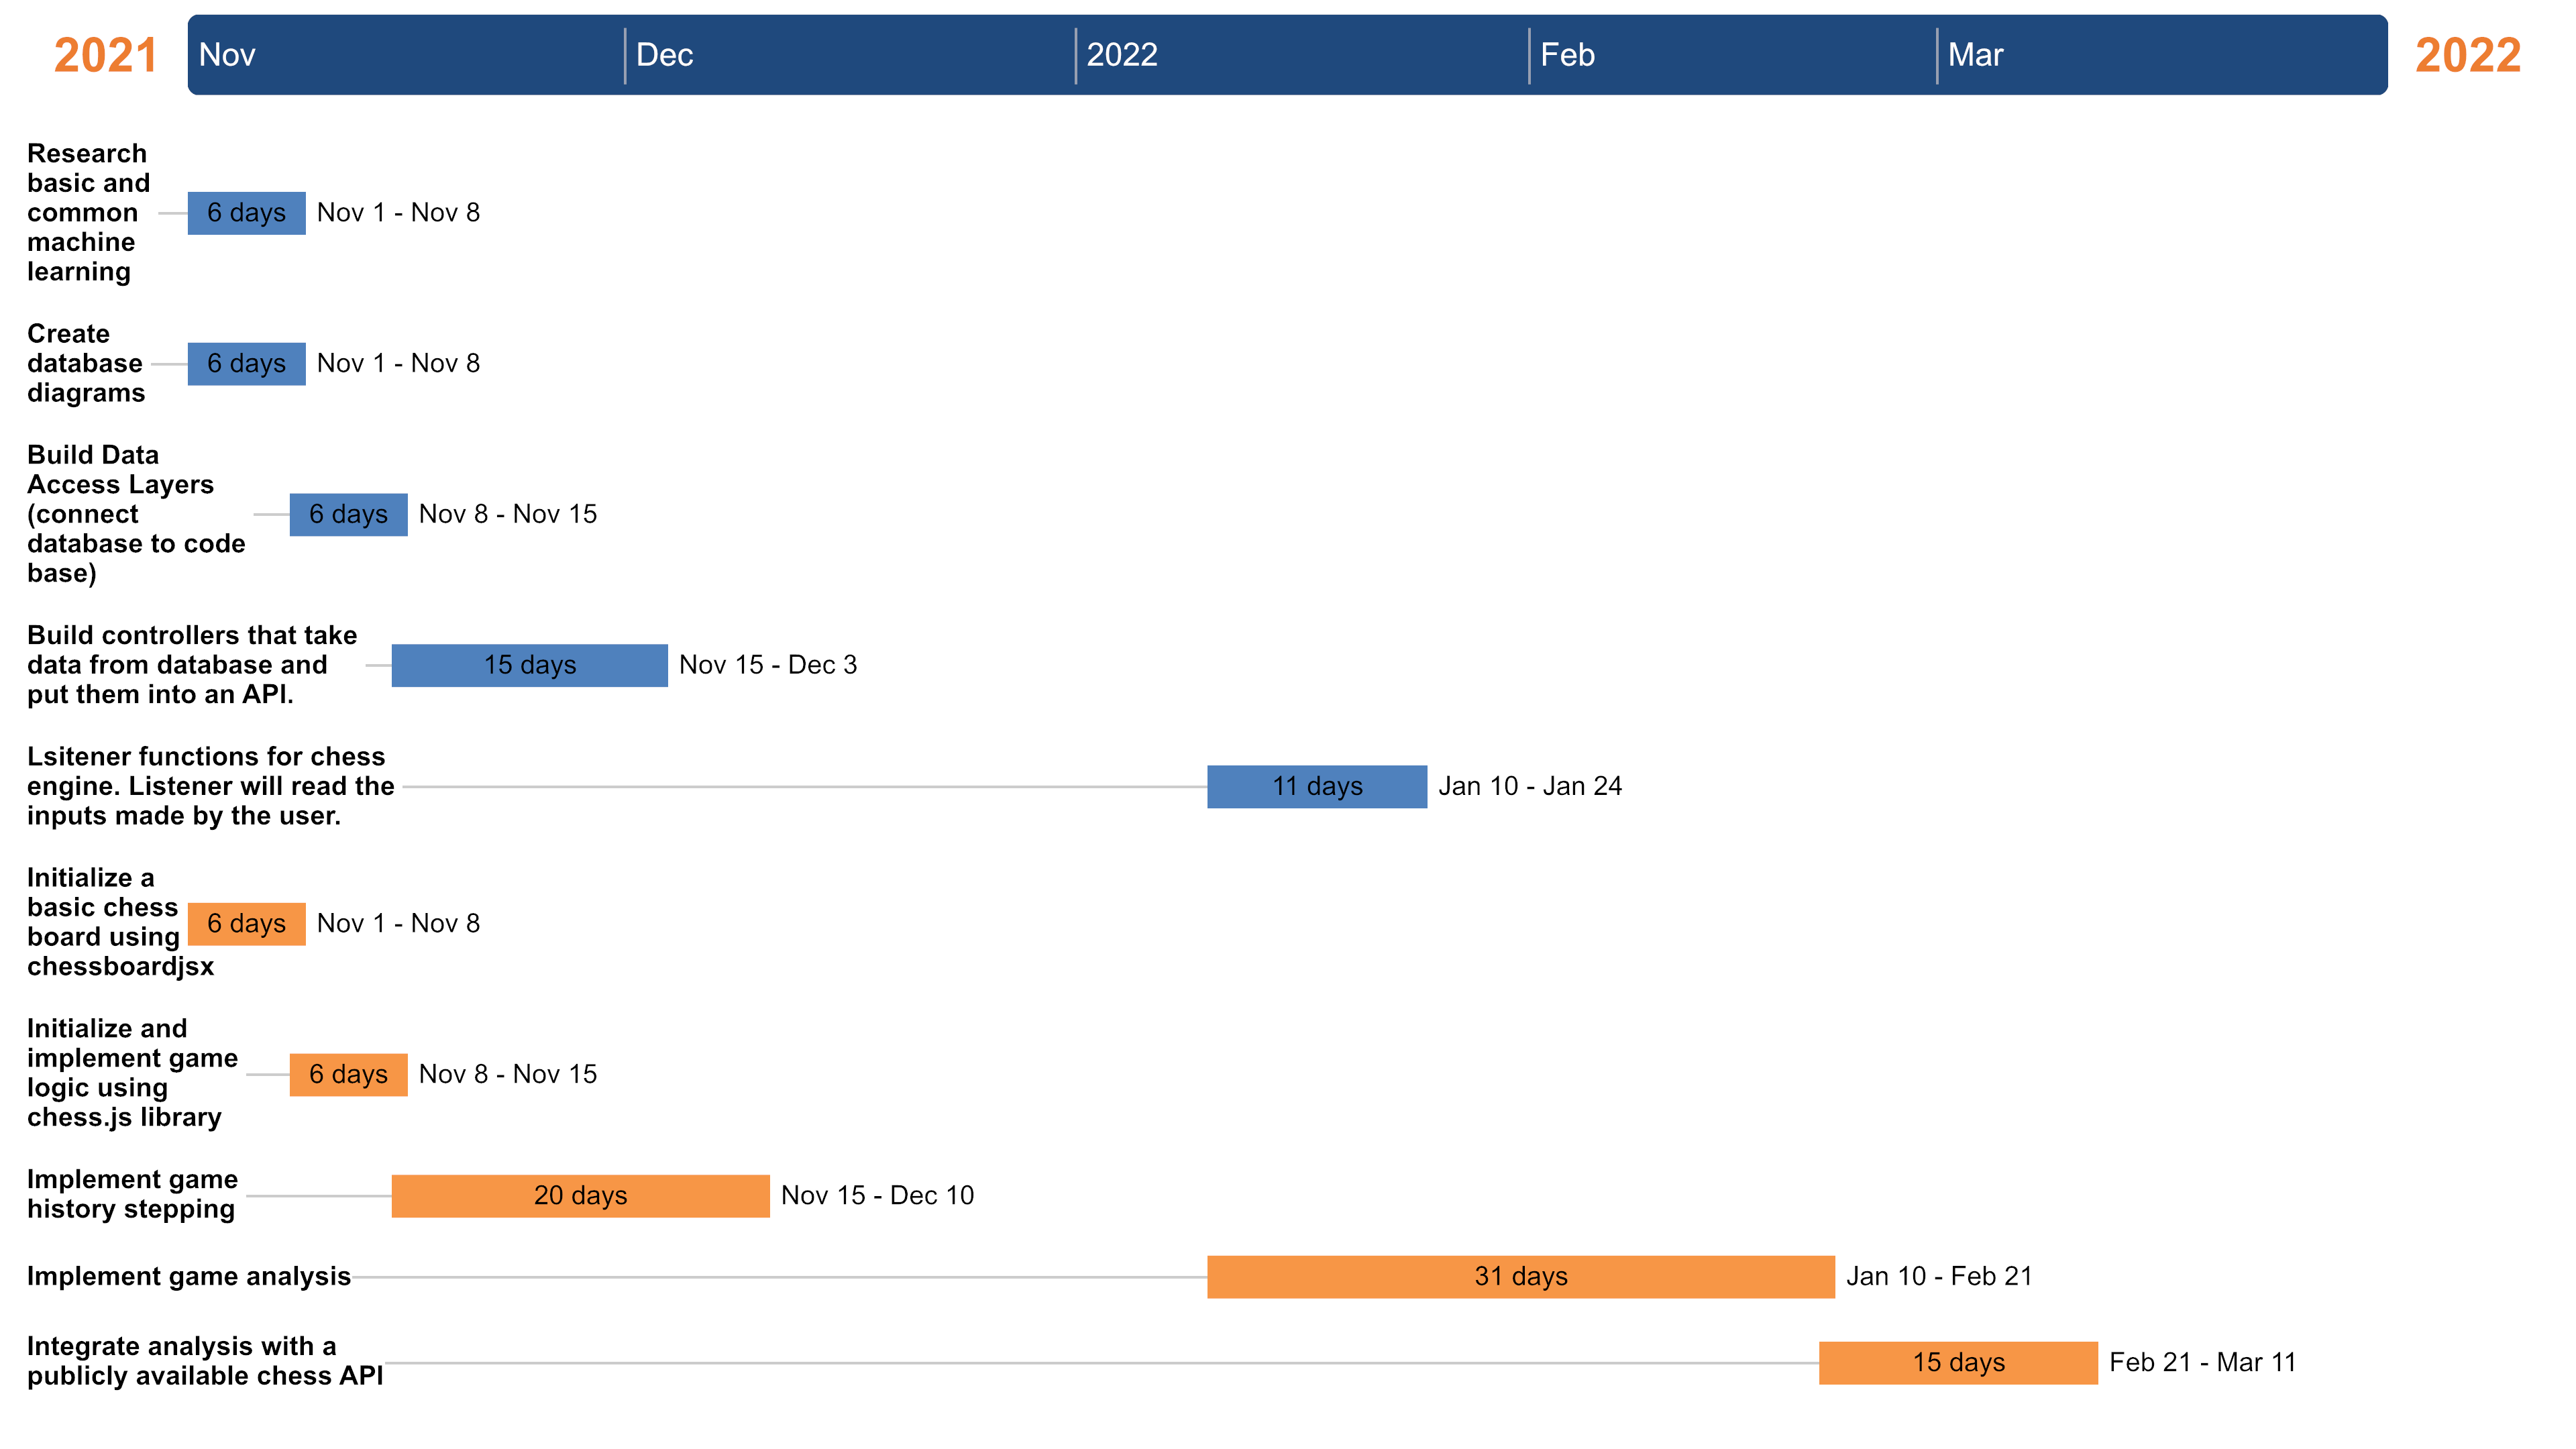 2021
Nov
Dec
2022
Feb
Mar
2022
Research
basic and
common
machine
learning
6 days
Nov 1 - Nov 8
Create
database
diagrams
6 days
Nov 1 - Nov 8
Build Data
Access Layers
(connect
database to code
base)
6 days
Nov 8 - Nov 15
Build controllers that take
data from database and
put them into an API.
15 days
Nov 15 - Dec 3
Lsitener functions for chess
engine. Listener will read the
inputs made by the user.
11 days
Jan 10 - Jan 24
Initialize a
basic chess
board using
chessboardjsx
6 days
Nov 1 - Nov 8
Initialize and
implement game
logic using
chess.js library
6 days
Nov 8 - Nov 15
Implement game
history stepping
20 days
Nov 15 - Dec 10
Implement game analysis
31 days
Jan 10 - Feb 21
Integrate analysis with a
publicly available chess API
15 days
Feb 21 - Mar 11